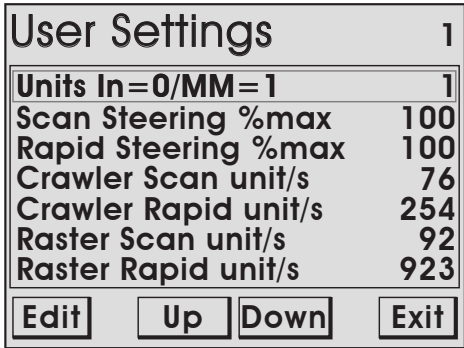 User Settings 1
Units In=0/MM=1 1
Scan Steering %max 100
Rapid Steering %max 100
Crawler Scan unit/s 76
Crawler Rapid unit/s 254
Raster Scan unit/s 92
Raster Rapid unit/s 923
Edit Up Down Exit